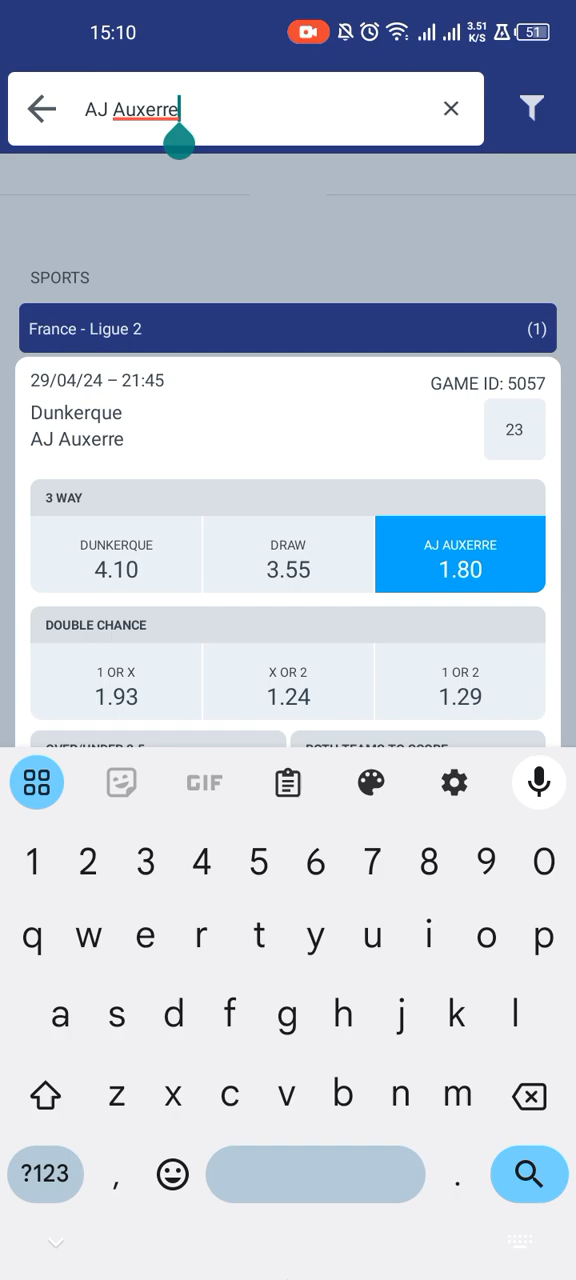 15:10
3.51 K/S
51
AJ Auxerre
SPORTS
France - Ligue 2 (1)
29/04/24 – 21:45 GAME ID: 5057
Dunkerque
AJ Auxerre
23
3 WAY
DUNKERQUE DRAW AJ AUXERRE
4.10 3.55 1.80
DOUBLE CHANCE
1 OR X X OR 2 1 OR 2
1.93 1.24 1.29
GIF
1 2 3 4 5 6 7 8 9 0
q w e r t y u i o p
a s d f g h j k l
z x c v b n m
?123 , .